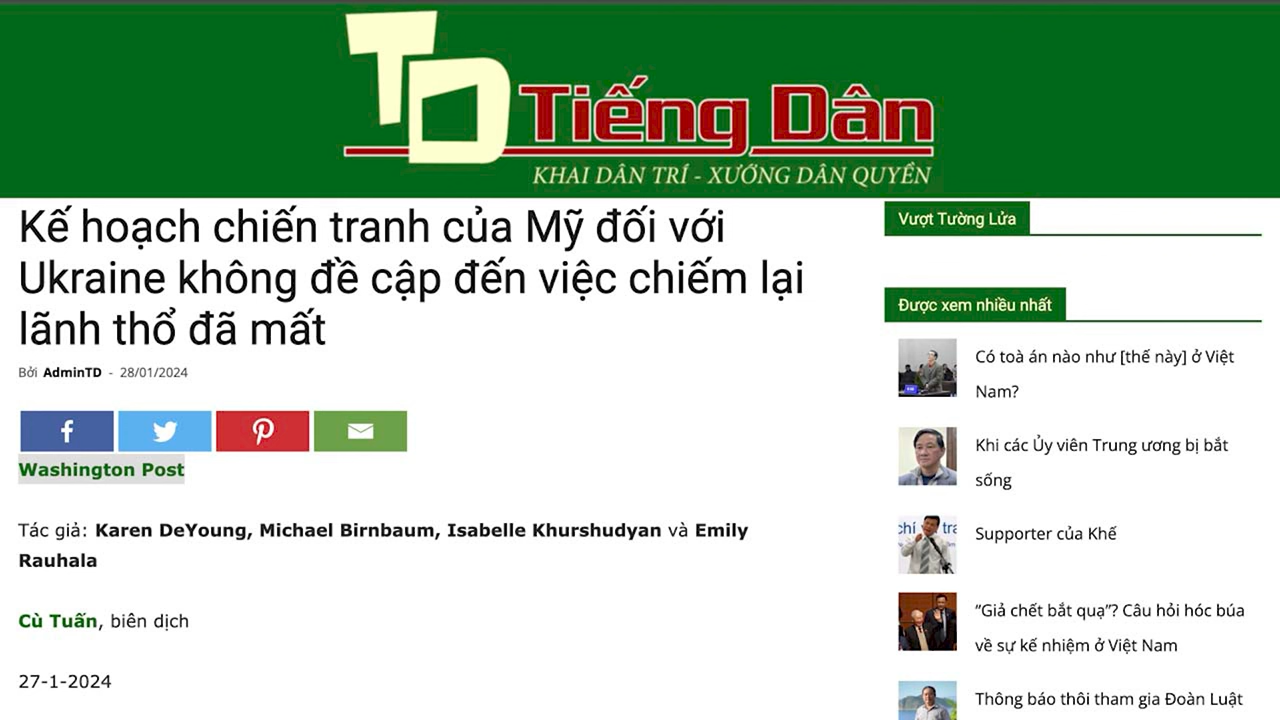 TD Tiếng Dân
KHAI DÂN TRÍ - XƯỚNG DÂN QUYỀN
Kế hoạch chiến tranh của Mỹ đối với
Ukraine không đề cập đến việc chiếm lại
lãnh thổ đã mất
Bởi AdminTD - 28/01/2024
Washington Post
Tác giả: Karen DeYoung, Michael Birnbaum, Isabelle Khurshudyan và Emily
Rauhala
Cù Tuấn, biên dịch
27-1-2024
Vượt Tường Lửa
Được xem nhiều nhất
Có toà án nào như [thế này] ở Việt
Nam?
Khi các Ủy viên Trung ương bị bắt
sống
Supporter của Khế
“Giả chết bắt quạ”? Câu hỏi hóc búa
về sự kế nhiệm ở Việt Nam
Thông báo thôi tham gia Đoàn Luật